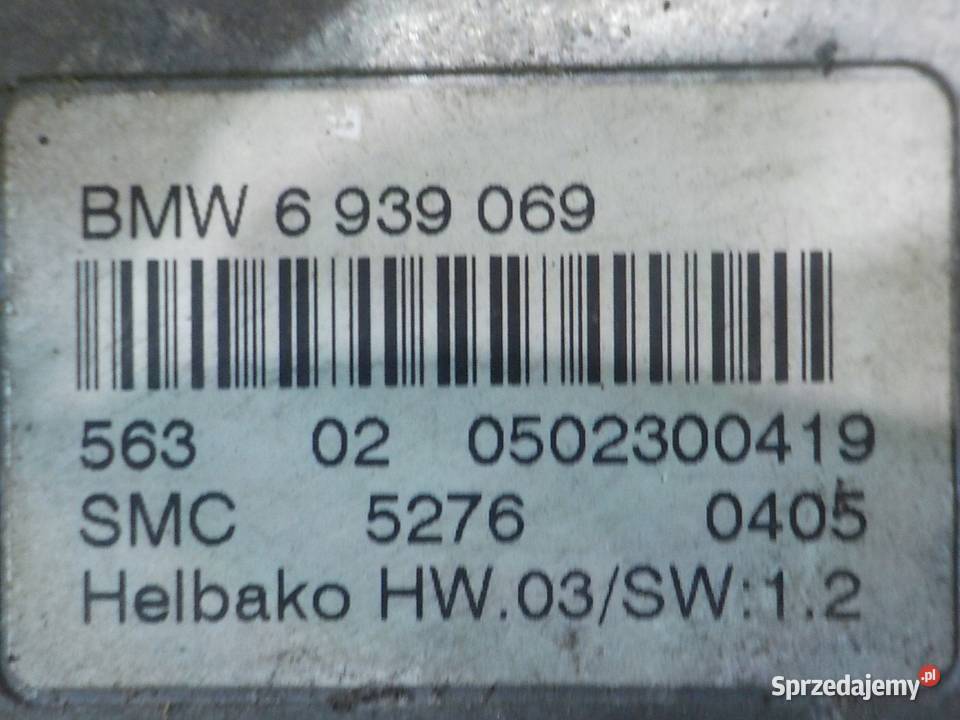 BMW 6 939 069
563 02 0502300419
SMC 5276 0405
Helbako HW.03/SW:1.2
Sprzedajemy.pl